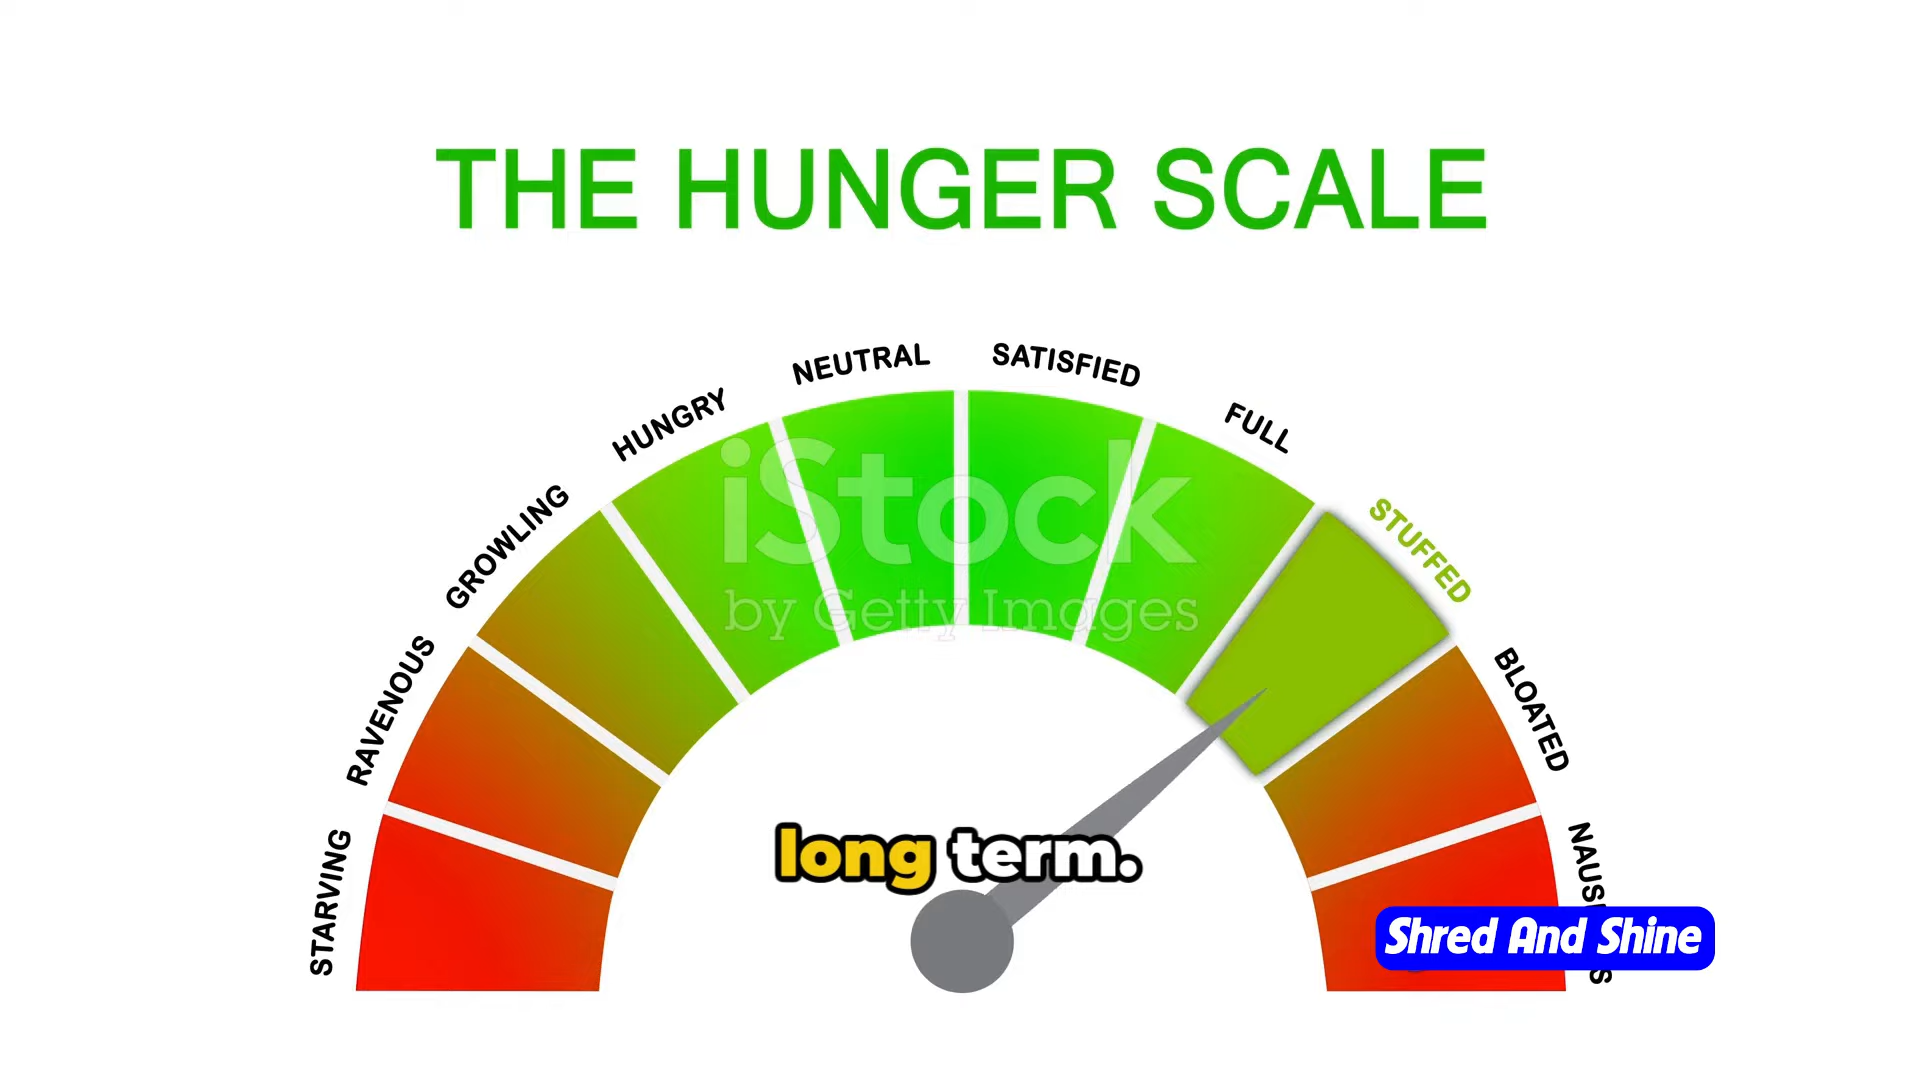 THE HUNGER SCALE
NEUTRAL
SATISFIED
HUNGRY
FULL
GROWLING
STUFFED
RAVENOUS
BLOATED
STARVING
iStock
by Getty Images
long term.
Shred And Shine